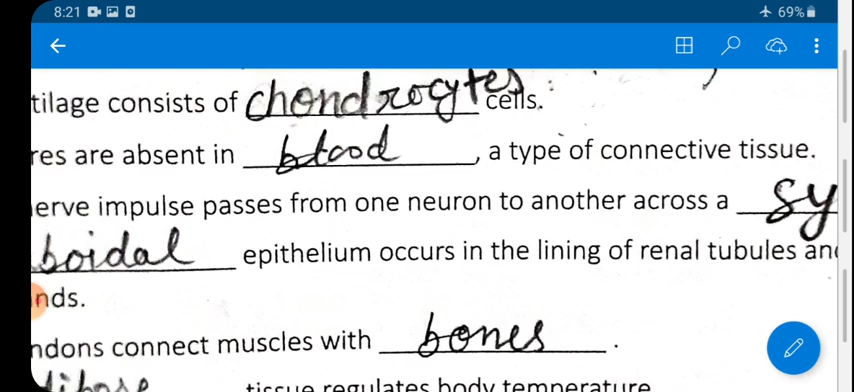 8:21 69%
tilage consists of chondrocytes cells.
res are absent in blood, a type of connective tissue.
erve impulse passes from one neuron to another across a sy
boidal epithelium occurs in the lining of renal tubules an
nds.
ndons connect muscles with bones.
dibose tissue regulates body temperature